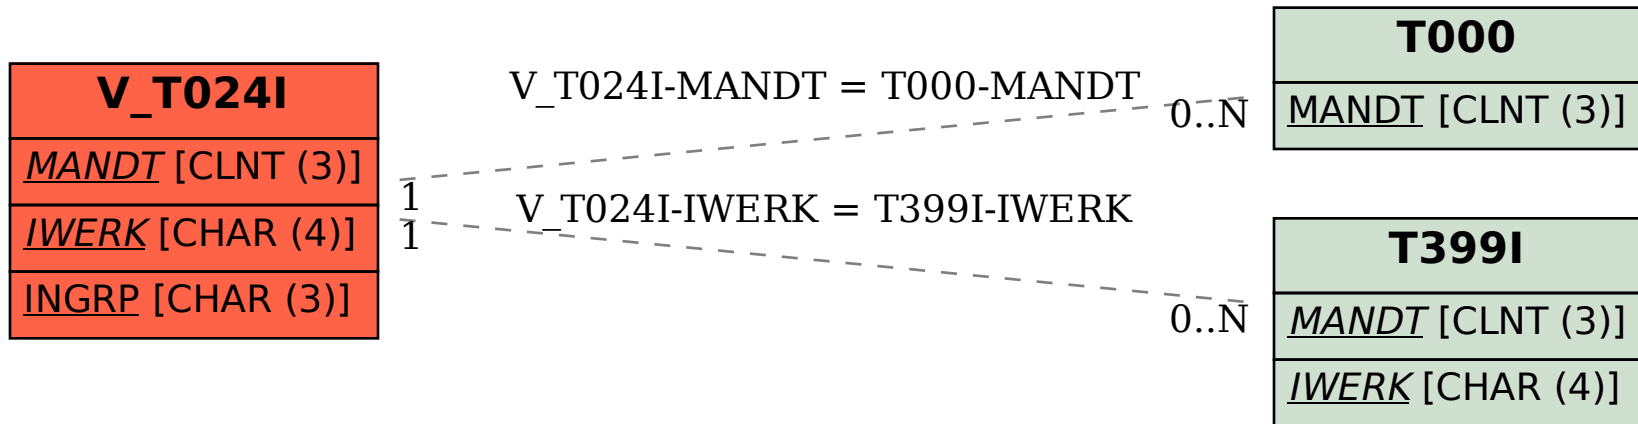 V_T024I
MANDT [CLNT (3)]
IWERK [CHAR (4)]
INGRP [CHAR (3)]
V_T024I-MANDT = T000-MANDT
0..N
1
V_T024I-IWERK = T399I-IWERK
1
0..N
T000
MANDT [CLNT (3)]
T399I
MANDT [CLNT (3)]
IWERK [CHAR (4)]